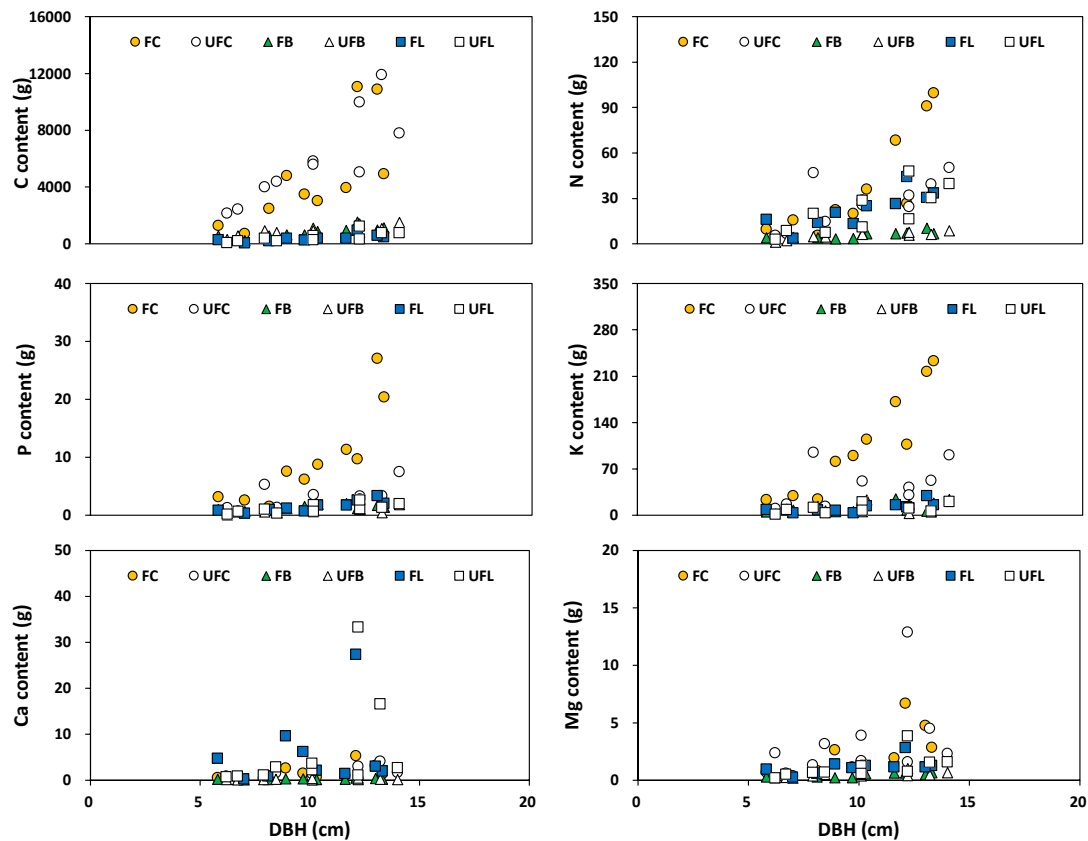 16000
12000
8000
4000
0
C content (g)
FC UFC FB UFB FL UFL
150
120
90
60
30
0
N content (g)
FC UFC FB UFB FL UFL
40
30
20
10
0
P content (g)
FC UFC FB UFB FL UFL
350
280
210
140
70
0
K content (g)
FC UFC FB UFB FL UFL
50
40
30
20
10
0
Ca content (g)
FC UFC FB UFB FL UFL
0 5 10 15 20
DBH (cm)
20
15
10
5
0
Mg content (g)
FC UFC FB UFB FL UFL
0 5 10 15 20
DBH (cm)